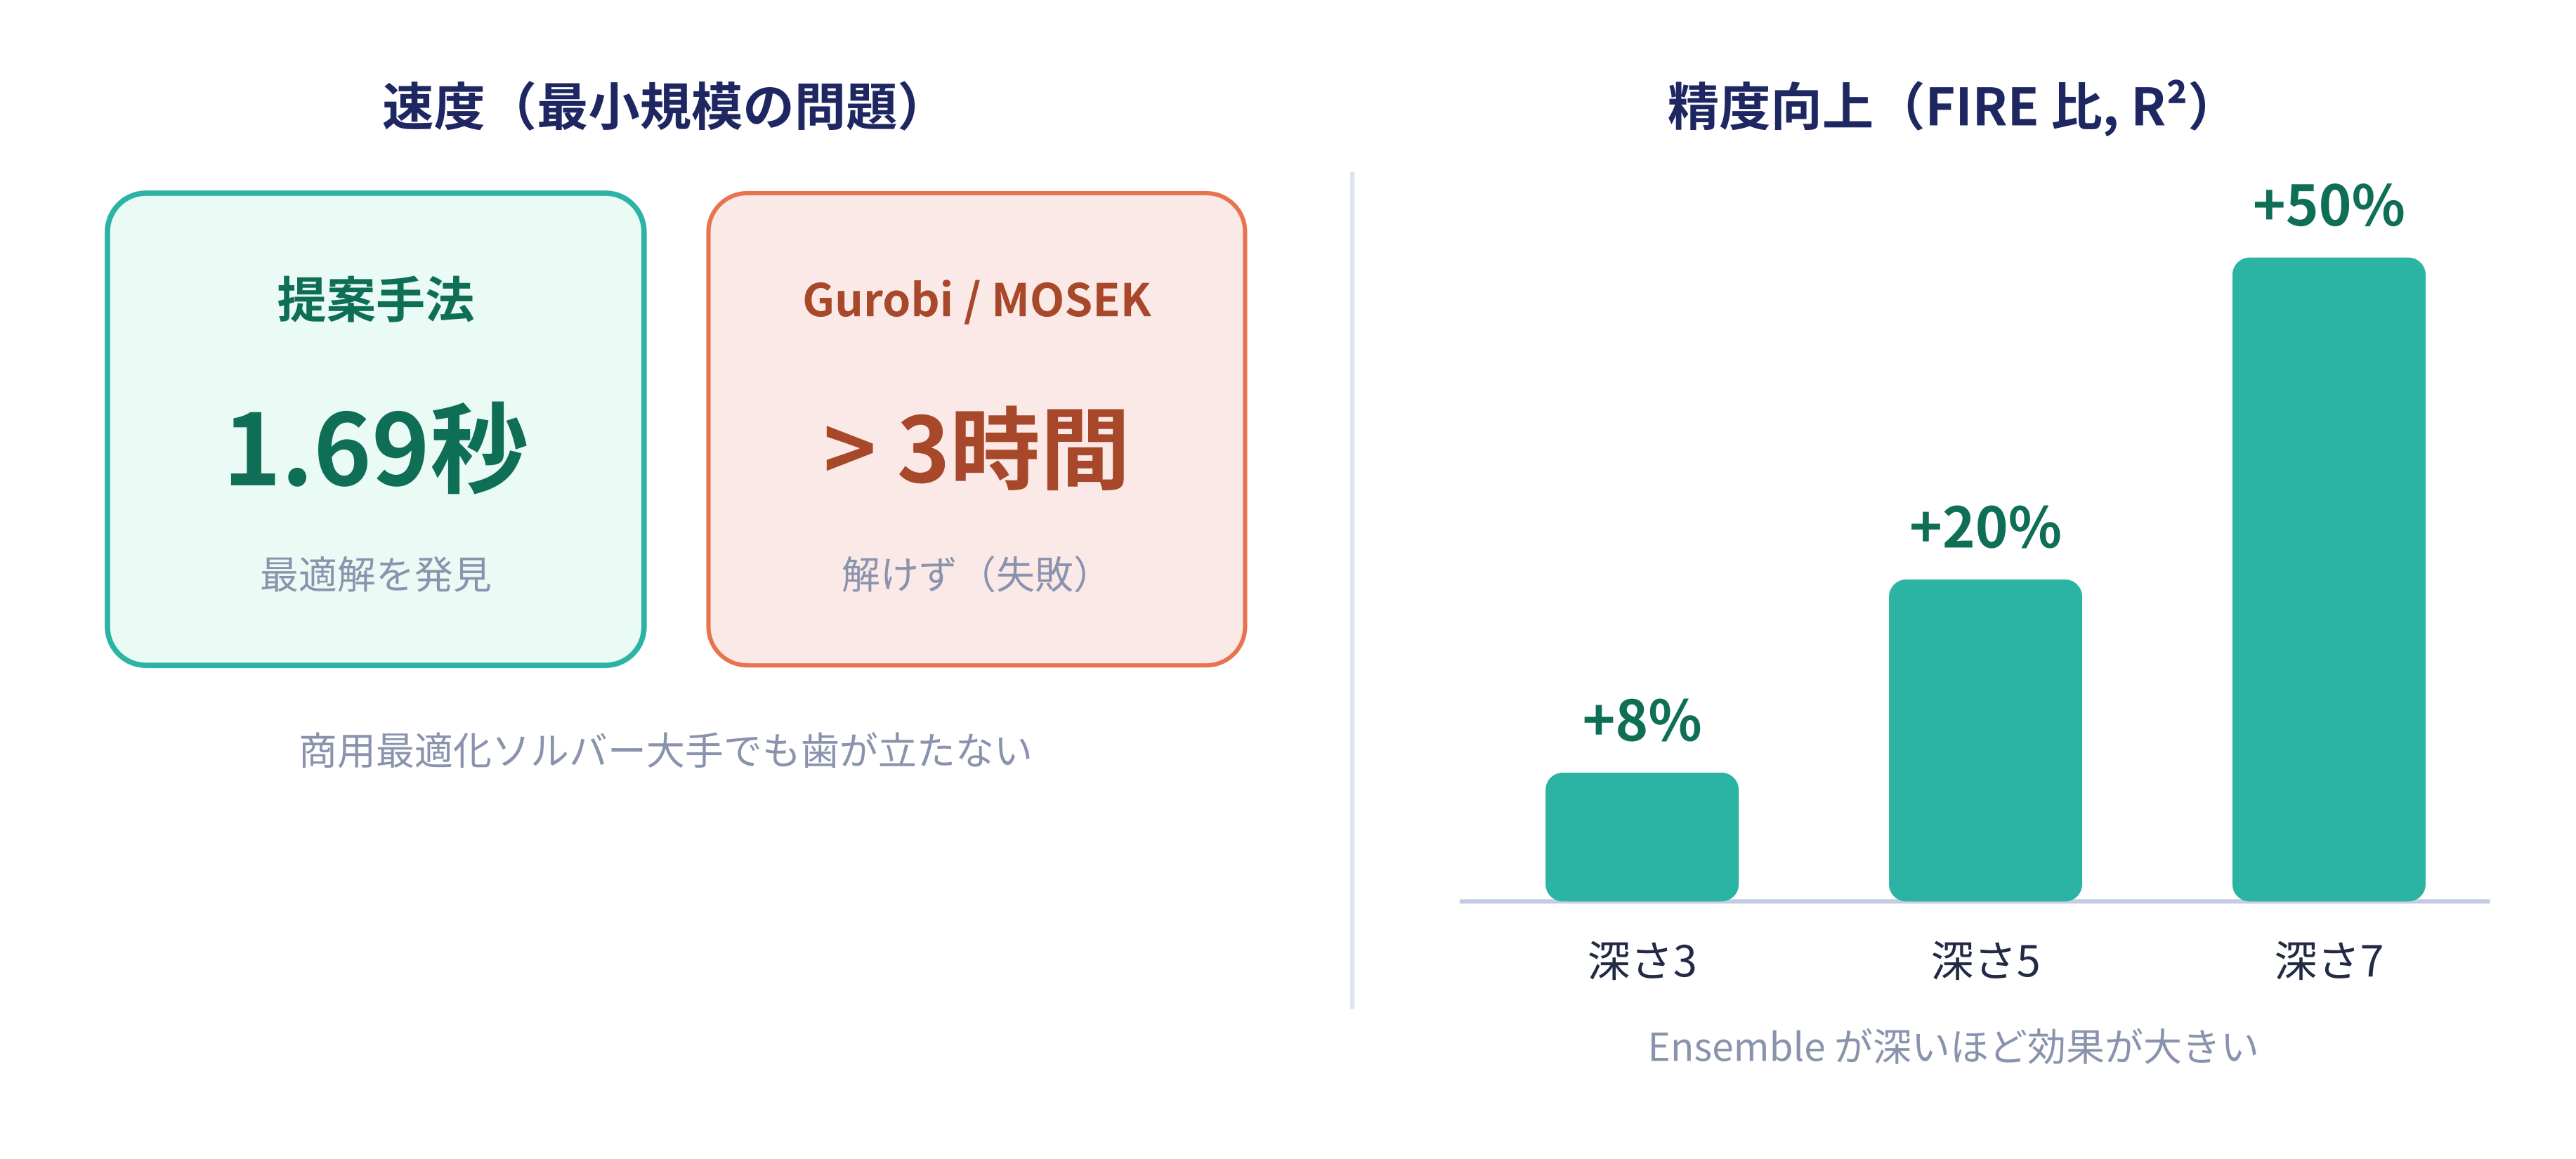 速度（最小規模の問題）
提案手法
1.69秒
最適解を発見
Gurobi / MOSEK
> 3時間
解けず（失敗）
商用最適化ソルバー大手でも歯が立たない
精度向上（FIRE 比, R²）
+8%
+20%
+50%
深さ3
深さ5
深さ7
Ensemble が深いほど効果が大きい